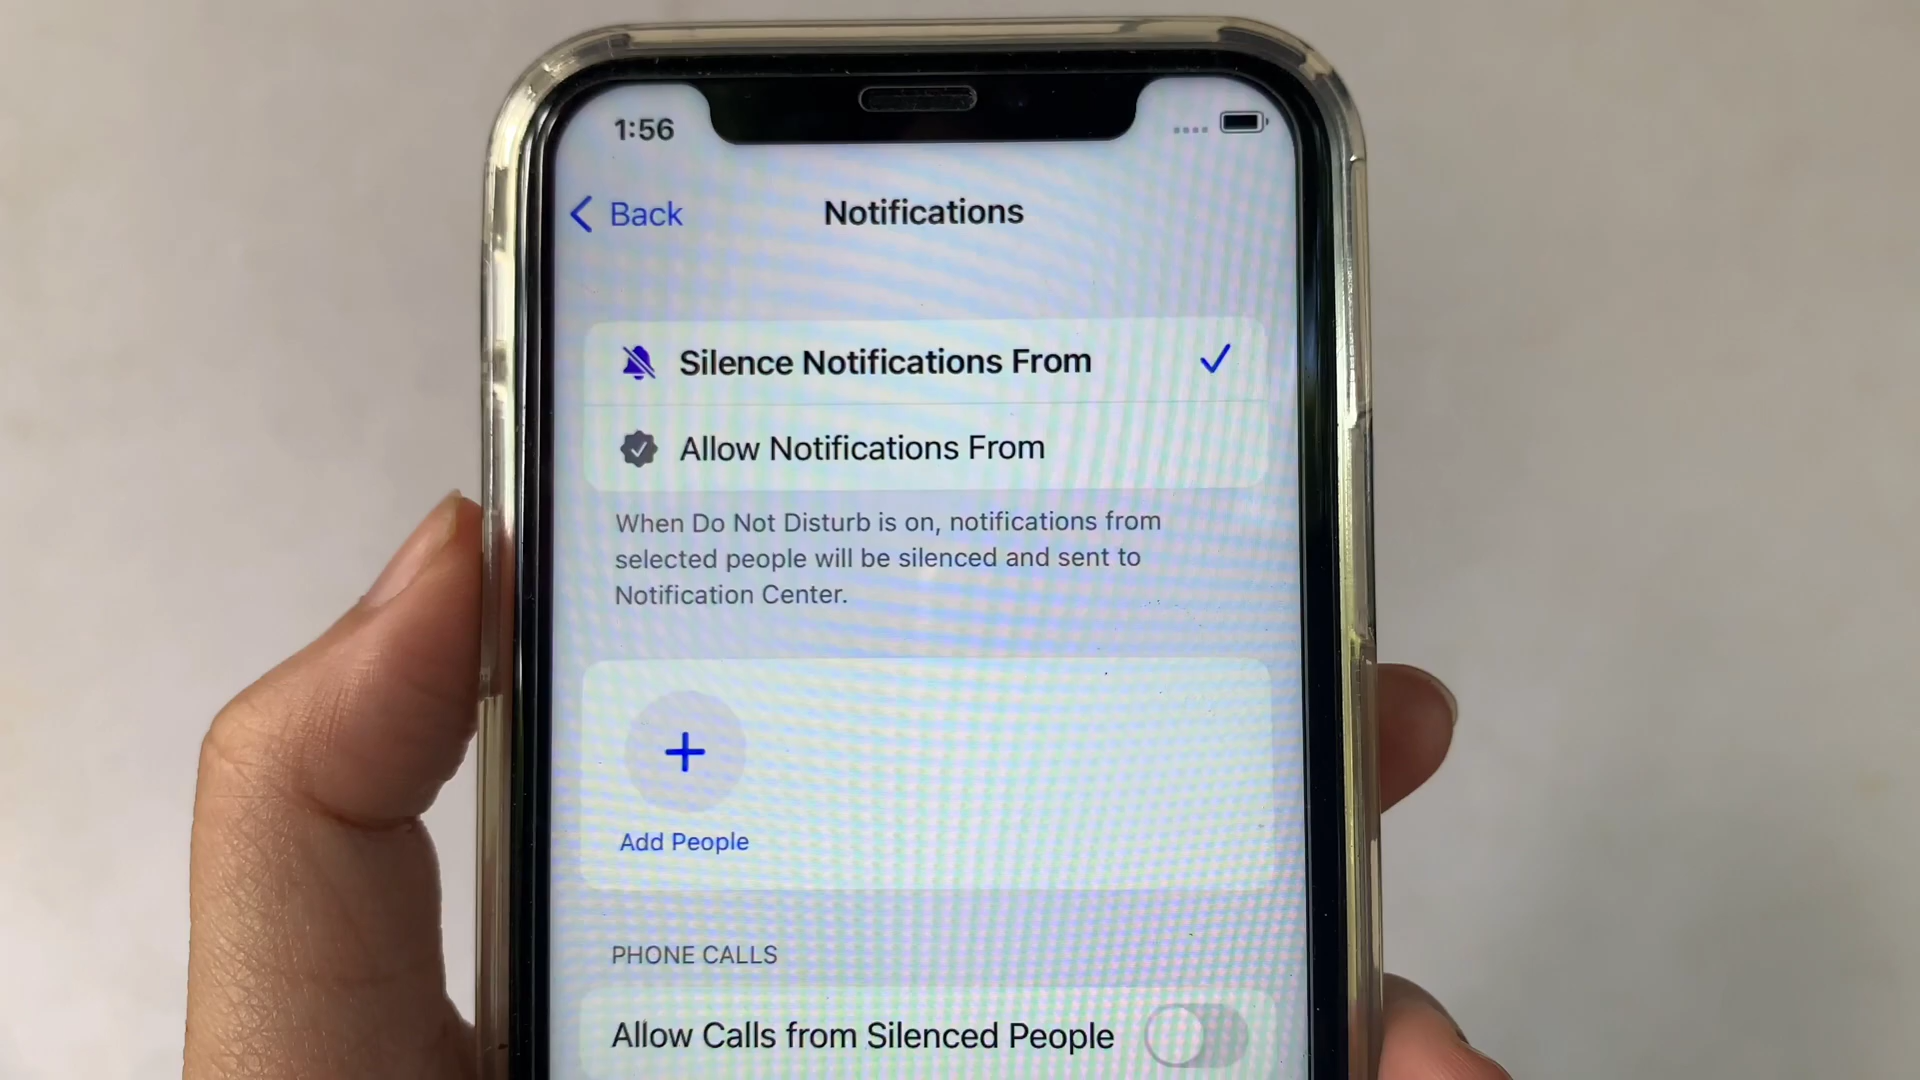 1:56
Back
Notifications
Silence Notifications From
Allow Notifications From
When Do Not Disturb is on, notifications from
selected people will be silenced and sent to
Notification Center.
Add People
PHONE CALLS
Allow Calls from Silenced People